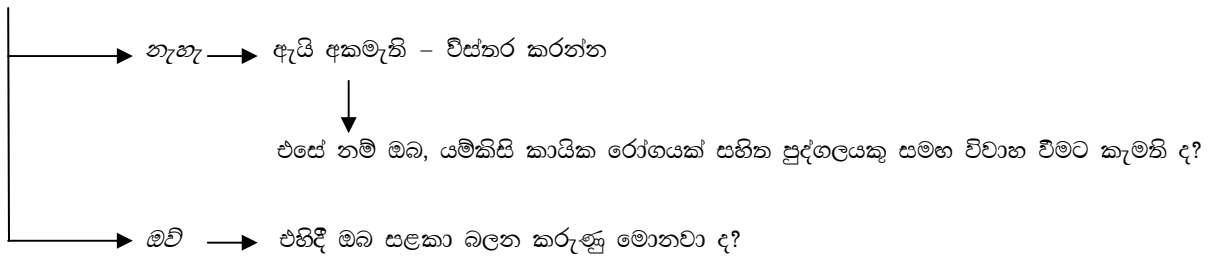 නැහැ ඇයි අකමැති – විස්තර කරන්න
එසේ නම් ඔබ, යම්කිසි කායික රෝගයක් සහිත පුද්ගලයකු සමඟ විවාහ වීමට කැමති ද?
ඔව් එහිදී ඔබ සළකා බලන කරුණු මොනවා ද?